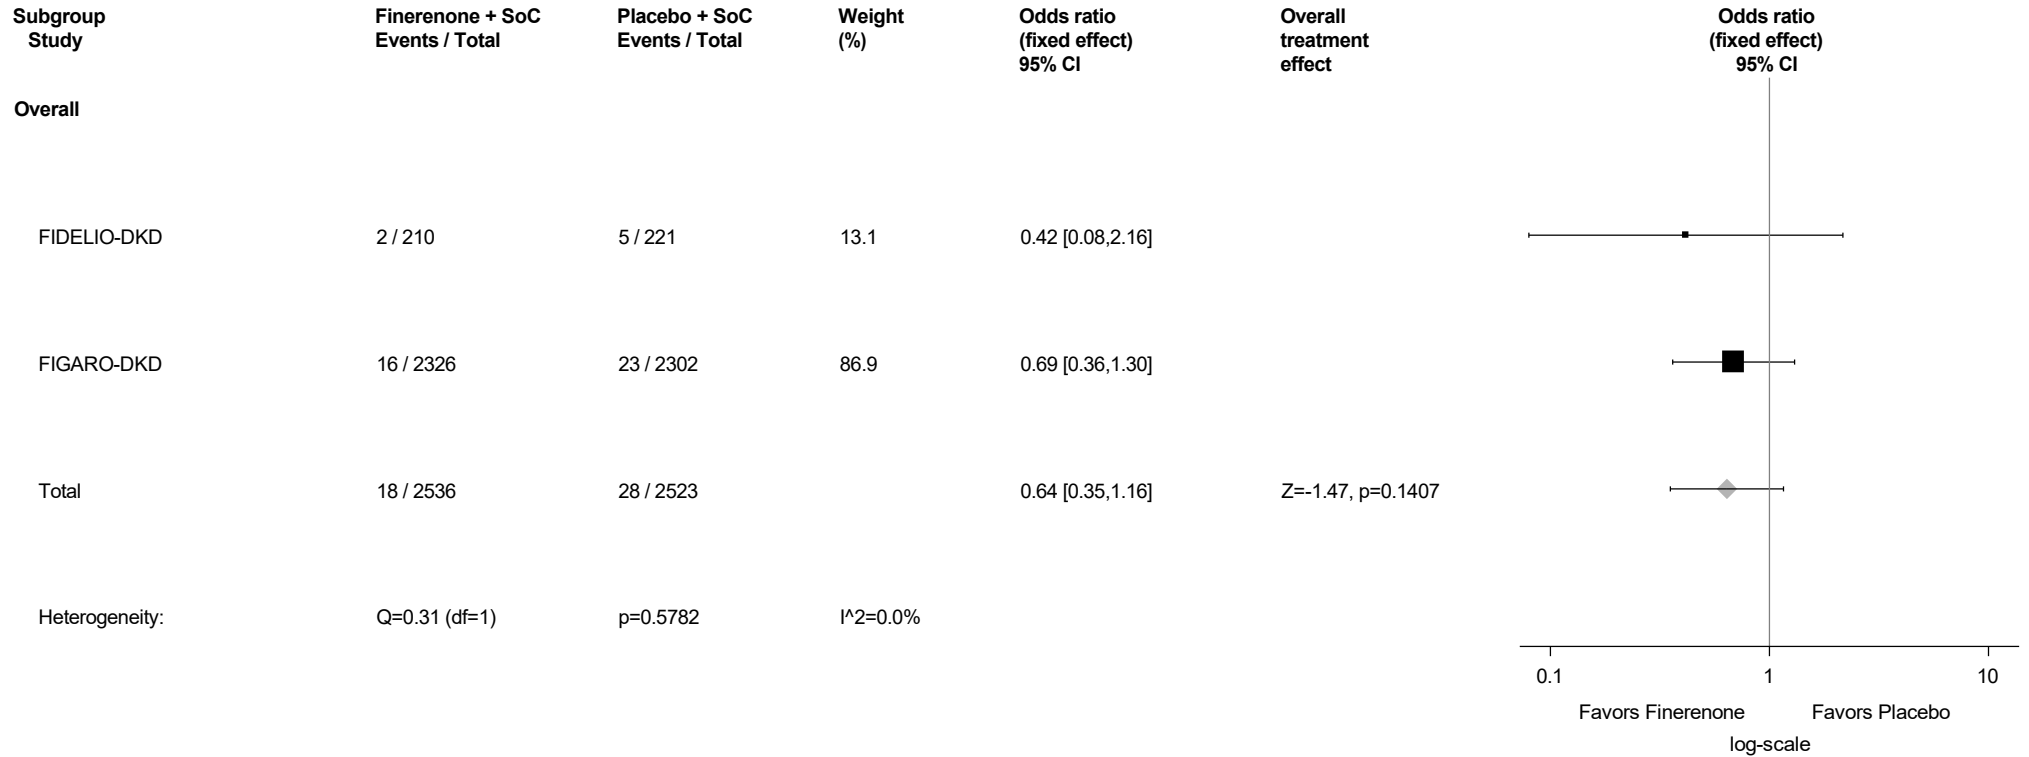 Subgroup Finerenone + SoC Placebo + SoC Weight Odds ratio Overall Odds ratio
Study Events / Total Events / Total (%) (fixed effect) treatment (fixed effect)
95% CI effect 95% CI
Overall
FIDELIO-DKD 2 / 210 5 / 221 13.1 0.42 [0.08,2.16]
FIGARO-DKD 16 / 2326 23 / 2302 86.9 0.69 [0.36,1.30]
Total 18 / 2536 28 / 2523 0.64 [0.35,1.16] Z=-1.47, p=0.1407
Heterogeneity: Q=0.31 (df=1) p=0.5782 I^2=0.0%
0.1 1 10
Favors Finerenone Favors Placebo
log-scale